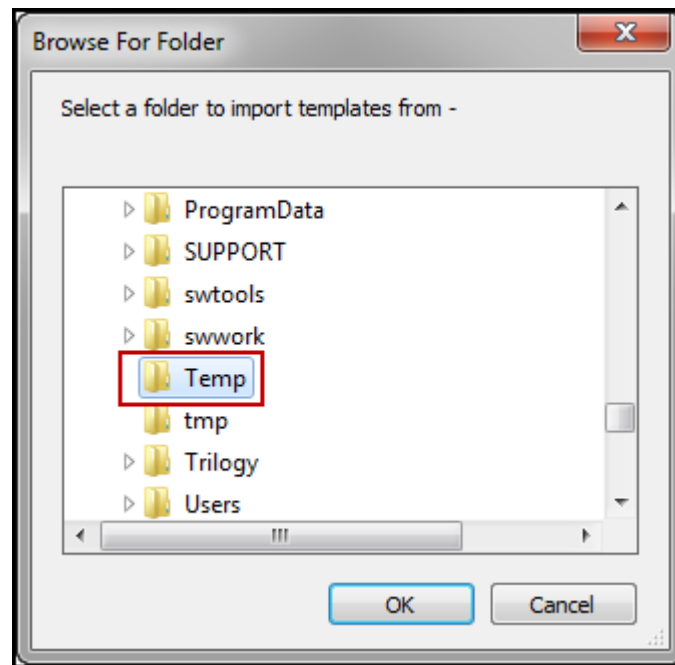 Browse For Folder
Select a folder to import templates from -
ProgramData
SUPPORT
swtools
swwork
Temp
tmp
Trilogy
Users
OK Cancel